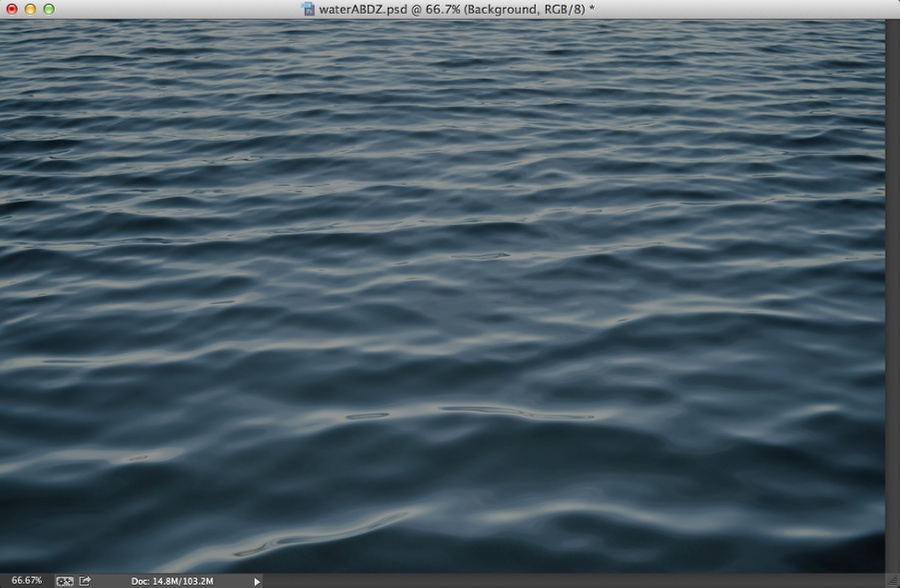 waterABDZ.psd @ 66.7% (Background, RGB/8) *
66.67% Doc: 14.8M/103.2M